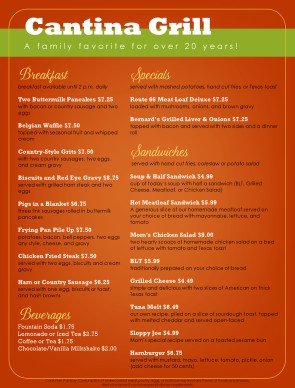 Cantina Grill
A family favorite for over 20 years!
Breakfast
breakfast available until 2 p.m. daily
Two Buttermilk Pancakes $7.25
with bacon or country sausage and two
eggs
Belgian Waffle $7.50
topped with seasonal fruit and whipped
cream
Country-Style Grits $7.50
with two country sausages, two eggs,
and cream gravy
Biscuits and Red Eye Gravy $8.75
served with grilled ham steak and two
eggs
Pigs in a Blanket $6.75
three link sausages rolled in buttermilk
pancakes
Frying Pan Pile Up $7.50
potatoes, bacon, bell peppers, two eggs
any style, cheese, and gravy
Chicken Fried Steak $7.50
served with two eggs, biscuits and cream
gravy
Ham or Country Sausage $6.25
served with one egg, biscuits or toast,
and hash browns
Beverages
Fountain Soda $1.75
Lemonade or Iced Tea $2.75
Coffee or Tea $1.75
Chocolate/Vanilla Milkshake $2.00
Specials
served with mashed potatoes, hand cut fries, or Texas toast
Route 66 Meat Loaf Deluxe $7.25
loaded with mushrooms, onions, and brown gravy
Bernard's Grilled Liver & Onions $7.25
topped with bacon and served with two sides and a dinner
roll
Sandwiches
served with hand cut fries, coleslaw or potato salad
Soup & Half Sandwich $4.99
cup of today's soup with half a sandwich (BLT, Grilled
Cheese, Meatloaf, or Chicken Salad)
Hot Meatloaf Sandwich $5.99
A generous slice of our homemade meatloaf served on
your choice of bread with mayonnaise, lettuce, and
tomato
Mom's Chicken Salad $8.00
two hearty scoops of homemade chicken salad on a bed
of lettuce with tomato and Texas toast
BLT $5.99
traditionally prepared on your choice of bread
Grilled Cheese $4.49
simple and delicious with two slices of American on thick
Texas toast
Tuna Melt $6.49
our own recipe, piled on a slice of sourdough toast, topped
with melted cheddar and served open-faced
Sloppy Joe $4.99
Mom's special recipe served on a toasted sesame bun
Hamburger $6.75
served with mustard, mayo, lettuce, tomato, pickle, onion
(add cheese for 50 cents)